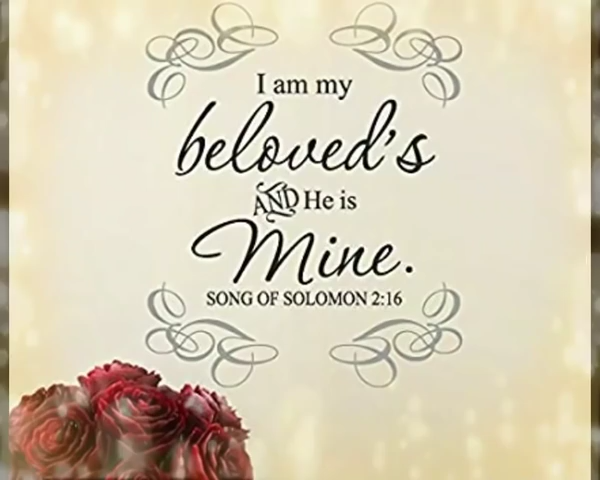 I am my
beloved's
AND He is
Mine.
SONG OF SOLOMON 2:16